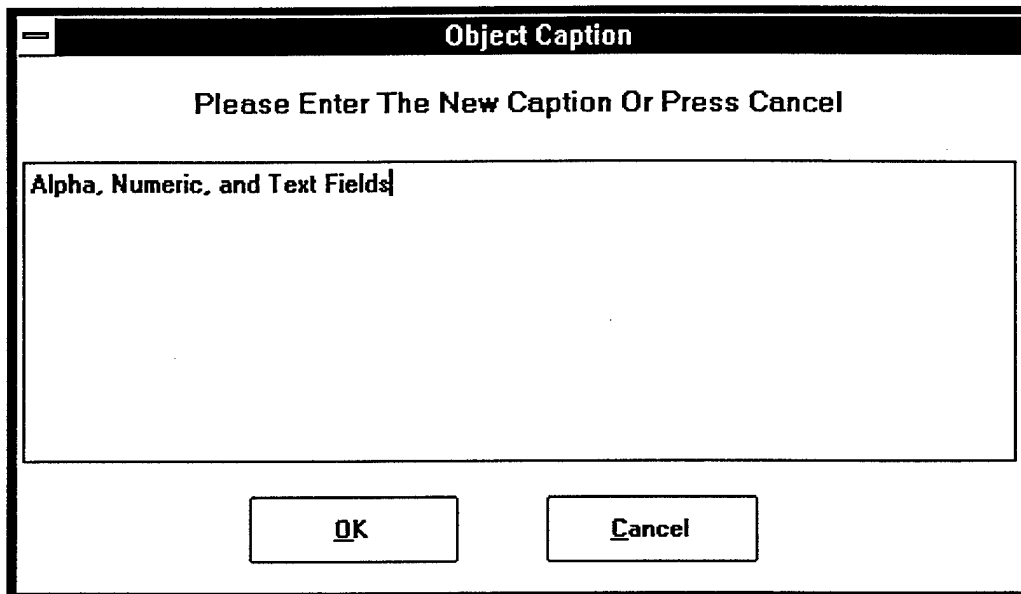 Object Caption
Please Enter The New Caption Or Press Cancel
Alpha, Numeric, and Text Fields
OK
Cancel